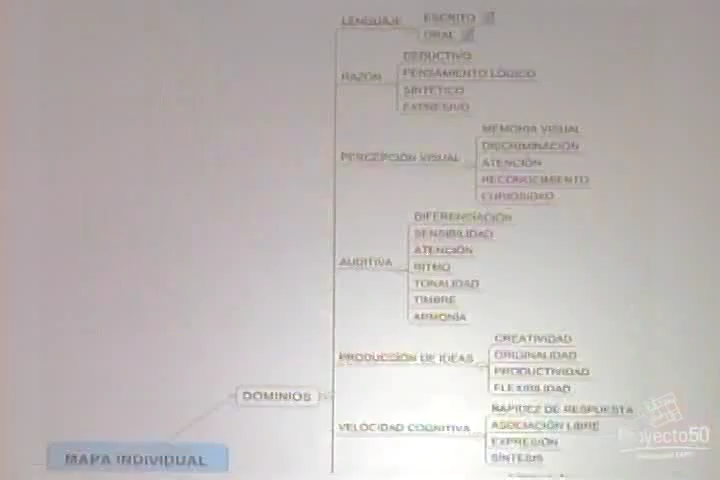 LENGUAJE
ESCRITO
ORAL
RAZÓN
DEDUCTIVO
PENSAMIENTO LÓGICO
SINTÉTICO
EXPRESIVO
PERCEPCIÓN VISUAL
MEMORIA VISUAL
DISCRIMINACIÓN
ATENCIÓN
RECONOCIMIENTO
CURIOSIDAD
AUDITIVA
DIFERENCIACIÓN
SENSIBILIDAD
ATENCIÓN
RITMO
TONALIDAD
TIMBRE
ARMONÍA
PRODUCCIÓN DE IDEAS
CREATIVIDAD
ORIGINALIDAD
PRODUCTIVIDAD
FLEXIBILIDAD
DOMINIOS
VELOCIDAD COGNITIVA
RAPIDEZ DE RESPUESTA
ASOCIACIÓN LIBRE
EXPRESIÓN
SÍNTESIS
MAPA INDIVIDUAL
Proyecto50